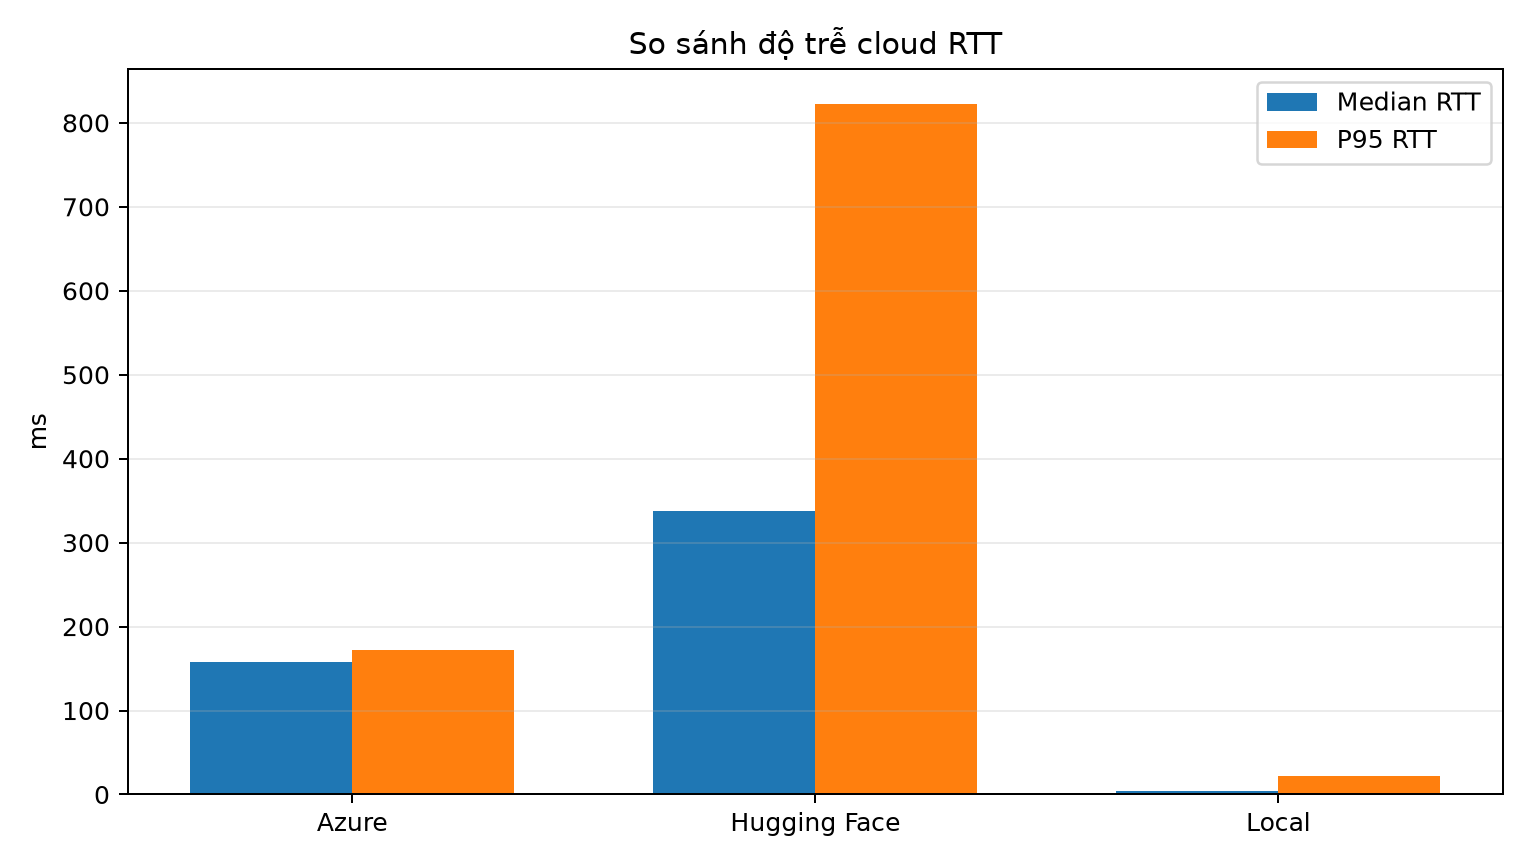 So sánh độ trễ cloud RTT
Median RTT
P95 RTT
800
700
600
500
400
300
200
100
0
ms
Azure
Hugging Face
Local